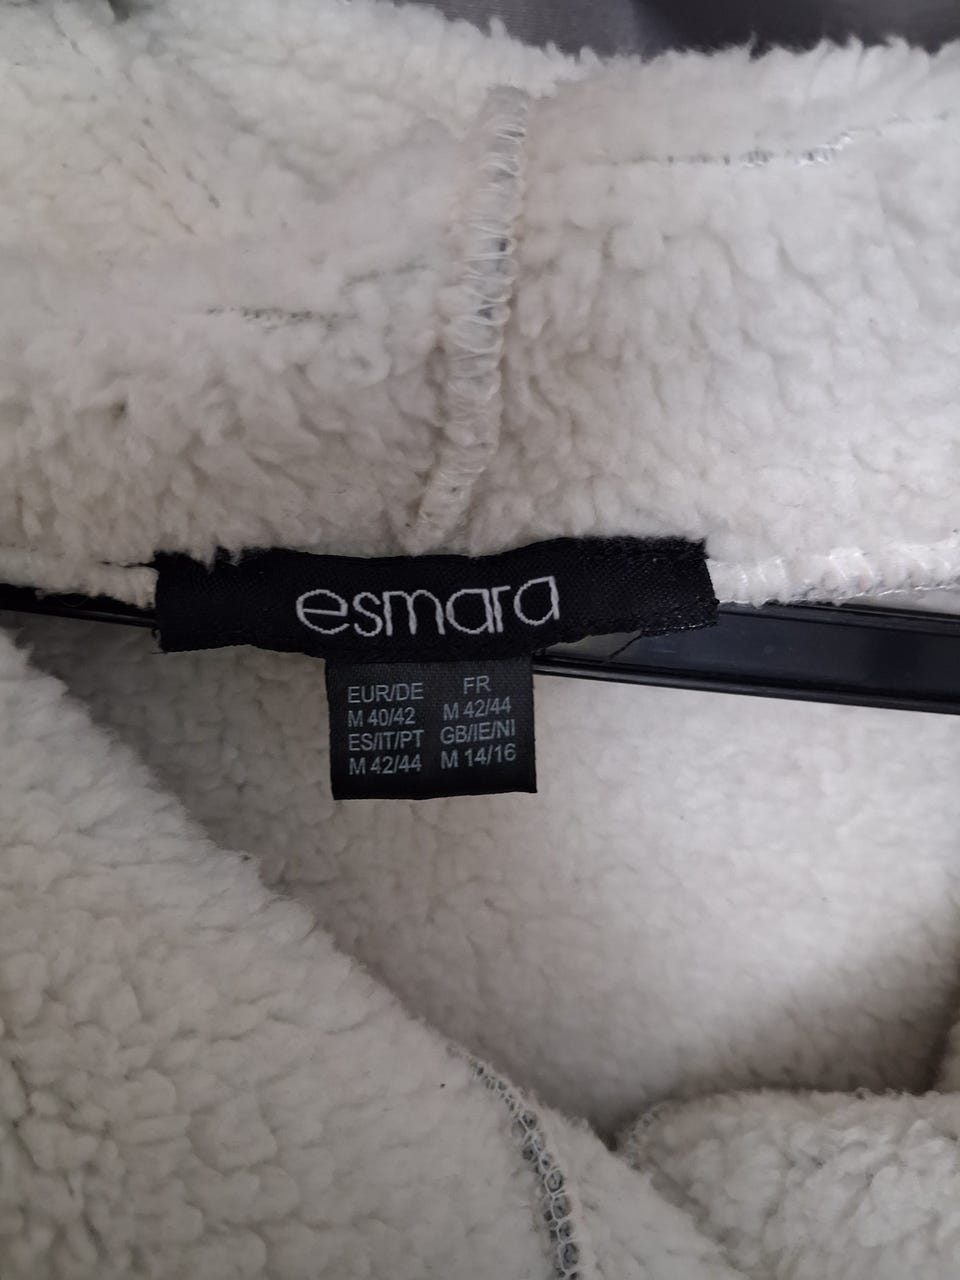 esmara
EUR/DE FR
M 40/42 M 42/44
ES/IT/PT GB/IE/NI
M 42/44 M 14/16